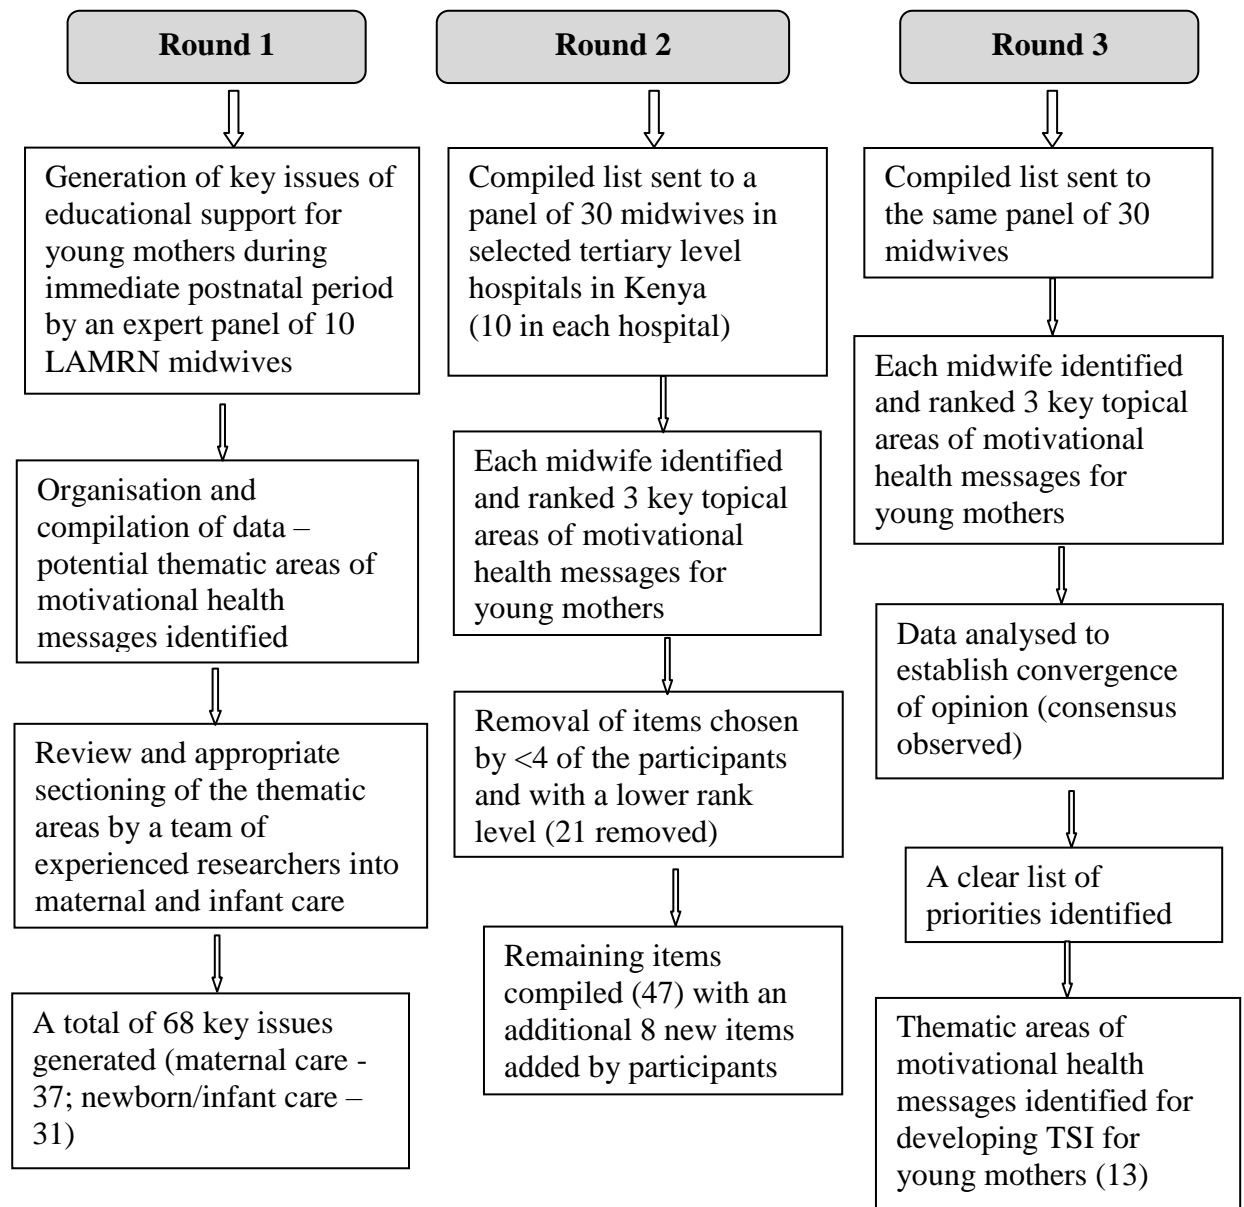 Round 1
Generation of key issues of
educational support for
young mothers during
immediate postnatal period
by an expert panel of 10
LAMRN midwives
Organisation and
compilation of data –
potential thematic areas of
motivational health
messages identified
Review and appropriate
sectioning of the thematic
areas by a team of
experienced researchers into
maternal and infant care
A total of 68 key issues
generated (maternal care -
37; newborn/infant care –
31)
Round 2
Compiled list sent to a
panel of 30 midwives in
selected tertiary level
hospitals in Kenya
(10 in each hospital)
Each midwife identified
and ranked 3 key topical
areas of motivational
health messages for
young mothers
Removal of items chosen
by <4 of the participants
and with a lower rank
level (21 removed)
Remaining items
compiled (47) with an
additional 8 new items
added by participants
Round 3
Compiled list sent to
the same panel of 30
midwives
Each midwife identified
and ranked 3 key topical
areas of motivational
health messages for
young mothers
Data analysed to
establish convergence
of opinion (consensus
observed)
A clear list of
priorities identified
Thematic areas of
motivational health
messages identified for
developing TSI for
young mothers (13)